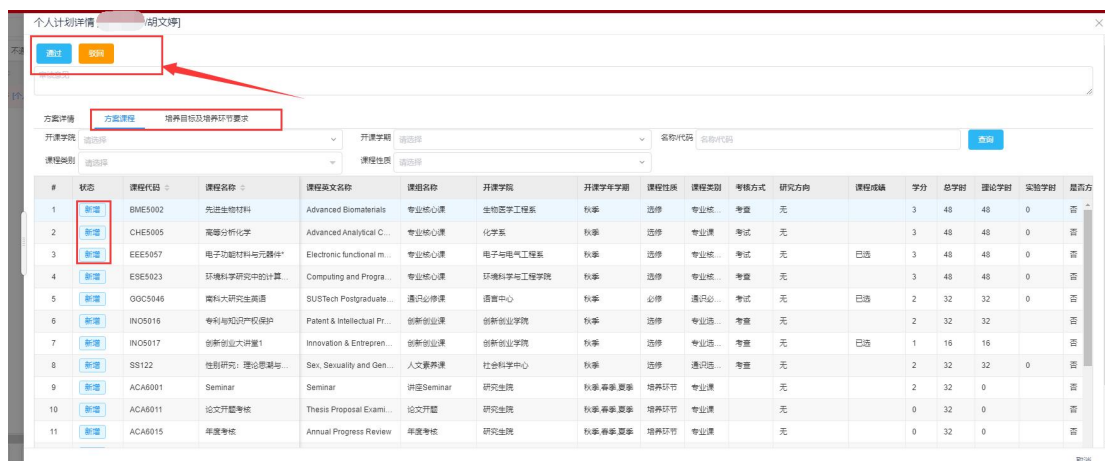 个人计划详情[ /胡文婷]
通过 驳回
审核意见
方案详情 方案课程 培养目标及培养环节要求
开课学院 请选择 开课学期 请选择 名称/代码 名称/代码 查询
课程类别 请选择 课程性质 请选择
# 状态 课程代码 课程名称 课程英文名称 课组名称 开课学院 开课学年学期 课程性质 课程类别 考核方式 研究方向 课程成绩 学分 总学时 理论学时 实验学时 是否方
1 新增 BME5002 先进生物材料 Advanced Biomaterials 专业核心课 生物医学工程系 秋季 选修 专业核... 考查 无 3 48 48 0 否
2 新增 CHE5005 高等分析化学 Advanced Analytical C... 专业核心课 化学系 秋季 选修 专业课 考试 无 3 48 48 0 否
3 新增 EEE5057 电子功能材料与元器件* Electronic functional m... 专业核心课 电子与电气工程系 秋季 选修 专业核... 考试 无 已选 3 48 48 0 否
4 新增 ESE5023 环境科学研究中的计算... Computing and Progra... 专业核心课 环境科学与工程学院 秋季 选修 专业核... 考查 无 3 48 48 0 否
5 新增 GGC5046 南科大研究生英语 SUSTech Postgraduate... 通识必修课 语言中心 秋季 必修 通识必... 考试 无 已选 2 32 32 0 否
6 新增 INO5016 专利与知识产权保护 Patent & Intellectual Pr... 创新创业课 创新创业学院 秋季 选修 专业选... 考查 无 2 32 32 否
7 新增 INO5017 创新创业大讲堂1 Innovation & Entrepren... 创新创业课 创新创业学院 秋季 选修 专业选... 考查 无 已选 1 16 16 否
8 新增 SS122 性别研究：理论思潮与... Sex, Sexuality and Gen... 人文素养课 社会科学中心 秋季 选修 通识选... 考查 无 2 32 32 0 否
9 新增 ACA6001 Seminar Seminar 讲座Seminar 研究生院 秋季,春季,夏季 培养环节 专业课 无 2 32 0 否
10 新增 ACA6011 论文开题考核 Thesis Proposal Exami... 论文开题 研究生院 秋季,春季,夏季 培养环节 专业课 无 0 32 0 否
11 新增 ACA6015 年度考核 Annual Progress Review 年度考核 研究生院 秋季,春季,夏季 培养环节 专业课 无 0 32 0 否
取消